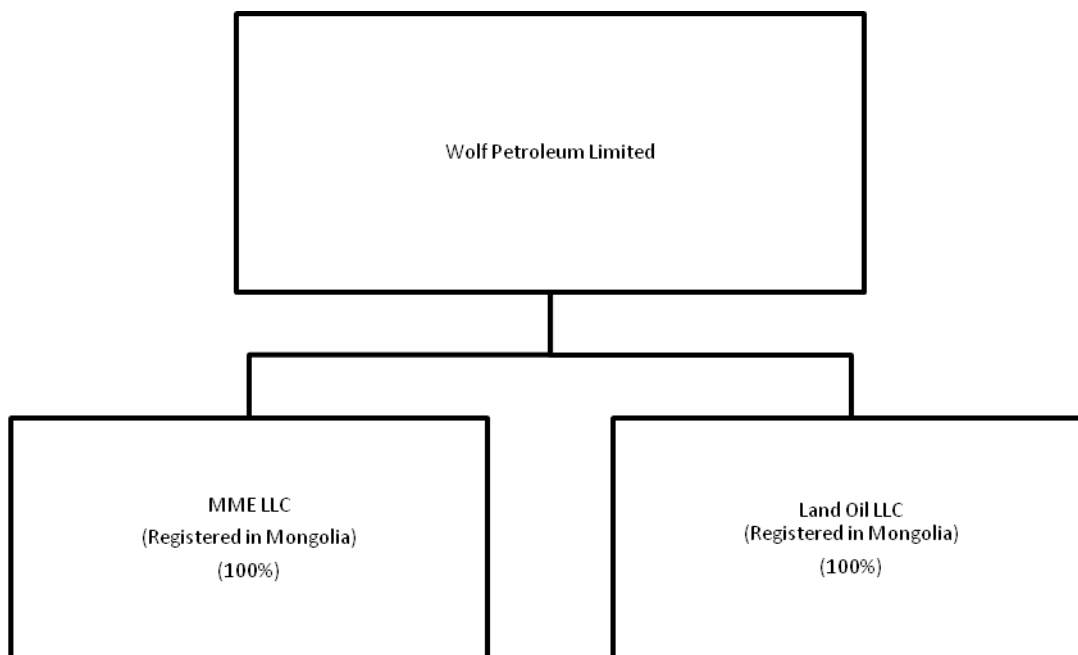 Wolf Petroleum Limited
MME LLC
(Registered in Mongolia)
(100%)
Land Oil LLC
(Registered in Mongolia)
(100%)